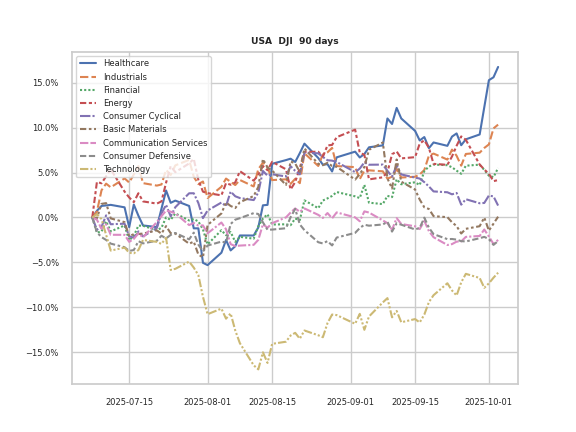 USA DJI 90 days
Healthcare
Industrials
Financial
Energy
Consumer Cyclical
Basic Materials
Communication Services
Consumer Defensive
Technology
15.0%
10.0%
5.0%
0.0%
−5.0%
−10.0%
−15.0%
2025-07-15
2025-08-01
2025-08-15
2025-09-01
2025-09-15
2025-10-01